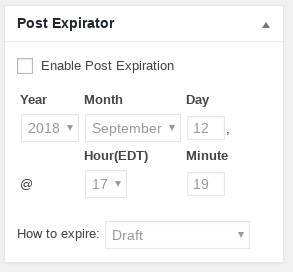 Post Expirator
Enable Post Expiration
Year Month Day
2018 September 12 ,
Hour(EDT) Minute
@ 17 19
How to expire: Draft